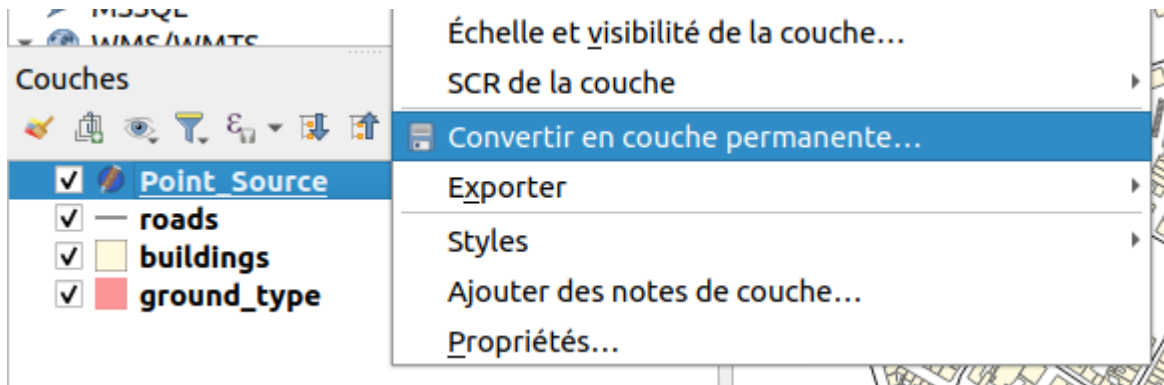 MSSQL
WMS/WMTS
Couches
Point_Source
roads
buildings
ground_type
Échelle et visibilité de la couche…
SCR de la couche
Convertir en couche permanente…
Exporter
Styles
Ajouter des notes de couche…
Propriétés…